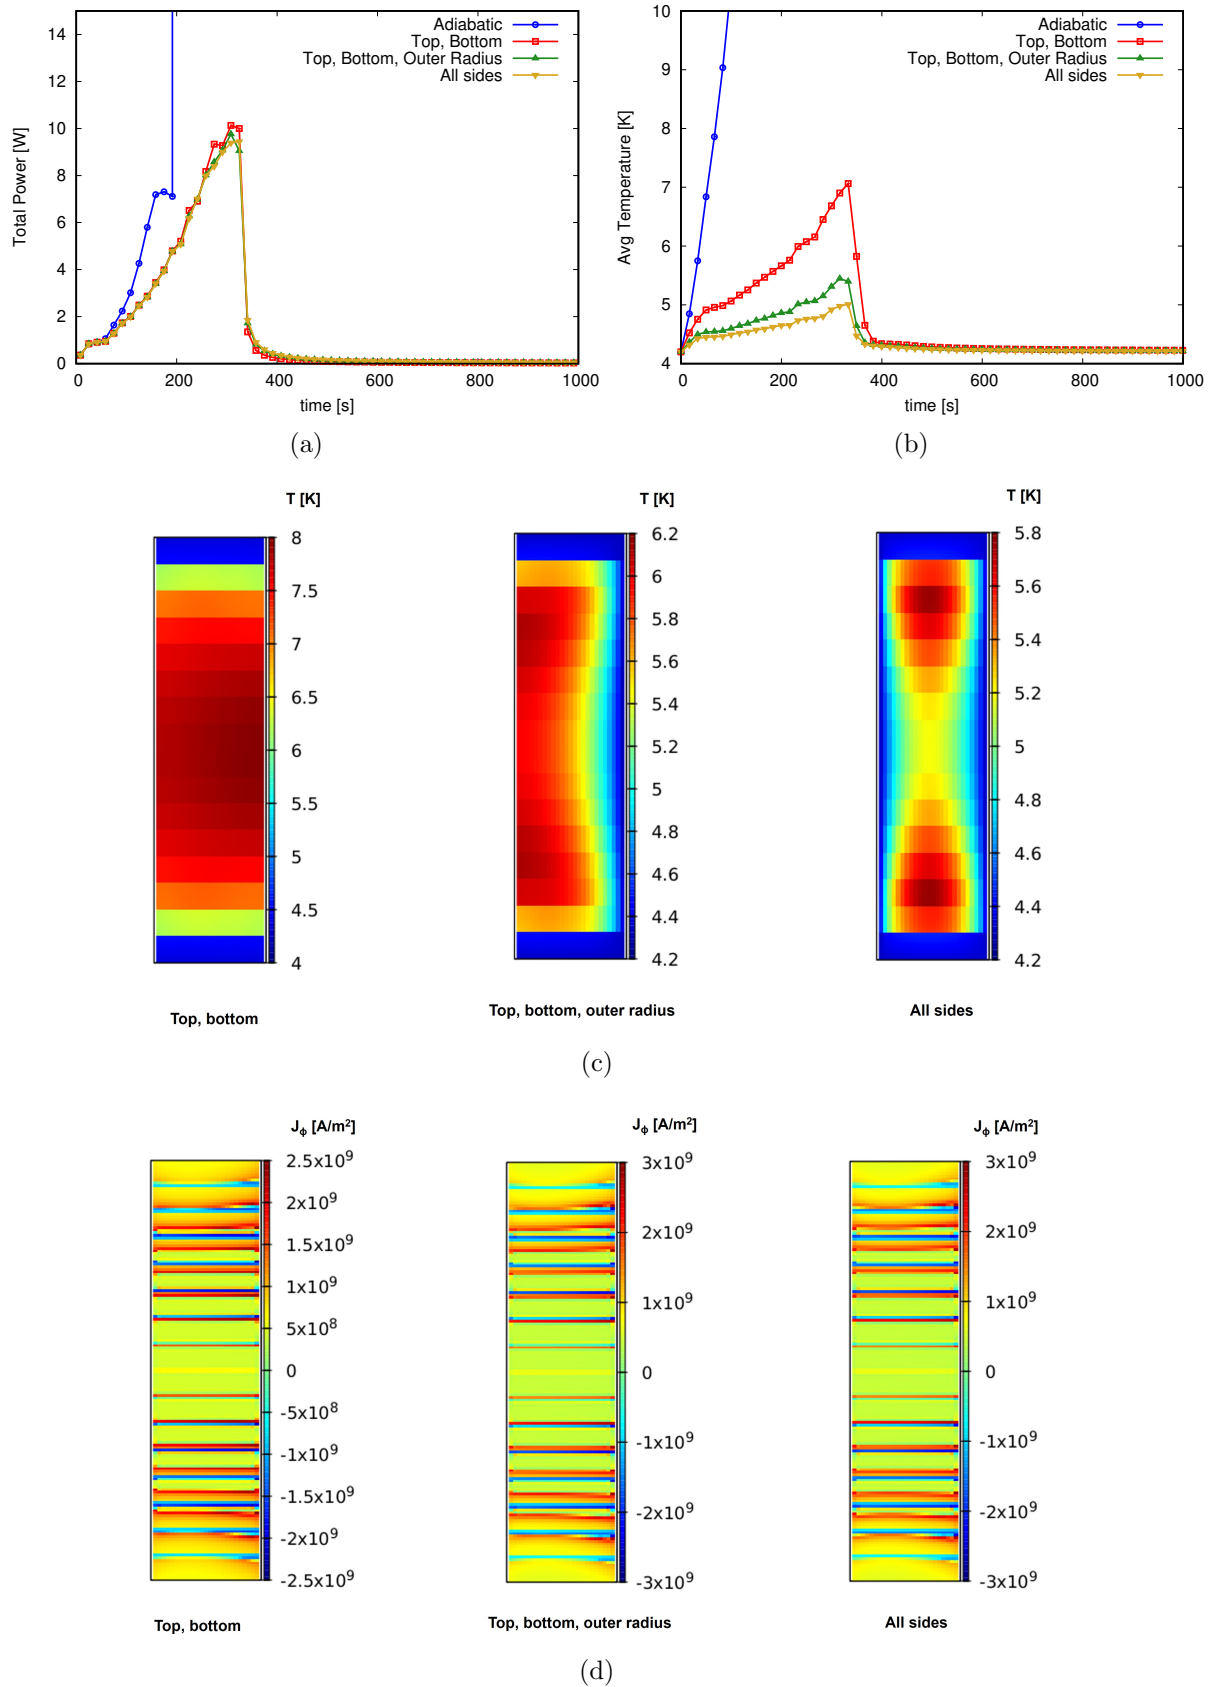 14
12
10
8
6
4
2
0
0
200
400
600
800
1000
Total Power [W]
time [s]
Adiabatic
Top, Bottom
Top, Bottom, Outer Radius
All sides
(a)
10
9
8
7
6
5
4
0
200
400
600
800
1000
Avg Temperature [K]
time [s]
Adiabatic
Top, Bottom
Top, Bottom, Outer Radius
All sides
(b)
T [K]
8
7.5
7
6.5
6
5.5
5
4.5
4
Top, bottom
T [K]
6.2
6
5.8
5.6
5.4
5.2
5
4.8
4.6
4.4
4.2
Top, bottom, outer radius
T [K]
5.8
5.6
5.4
5.2
5
4.8
4.6
4.4
4.2
All sides
(c)
Jϕ [A/m²]
2.5x10⁹
2x10⁹
1.5x10⁹
1x10⁹
5x10⁸
0
-5x10⁸
-1x10⁹
-1.5x10⁹
-2x10⁹
-2.5x10⁹
Top, bottom
Jϕ [A/m²]
3x10⁹
2x10⁹
1x10⁹
0
-1x10⁹
-2x10⁹
-3x10⁹
Top, bottom, outer radius
Jϕ [A/m²]
3x10⁹
2x10⁹
1x10⁹
0
-1x10⁹
-2x10⁹
-3x10⁹
All sides
(d)